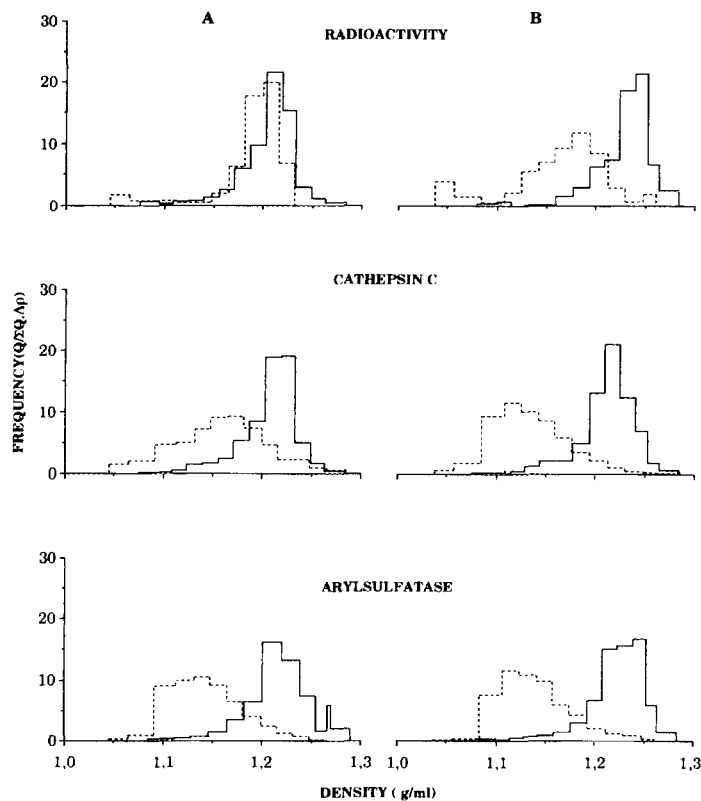 A B
RADIOACTIVITY
30
20
10
0
CATHEPSIN C
30
20
10
0
FREQUENCY(Q/ΣQ.Δρ)
ARYLSULFATASE
30
20
10
0
1,0 1,1 1,2 1,3 1,0 1,1 1,2 1,3
DENSITY ( g/ml)